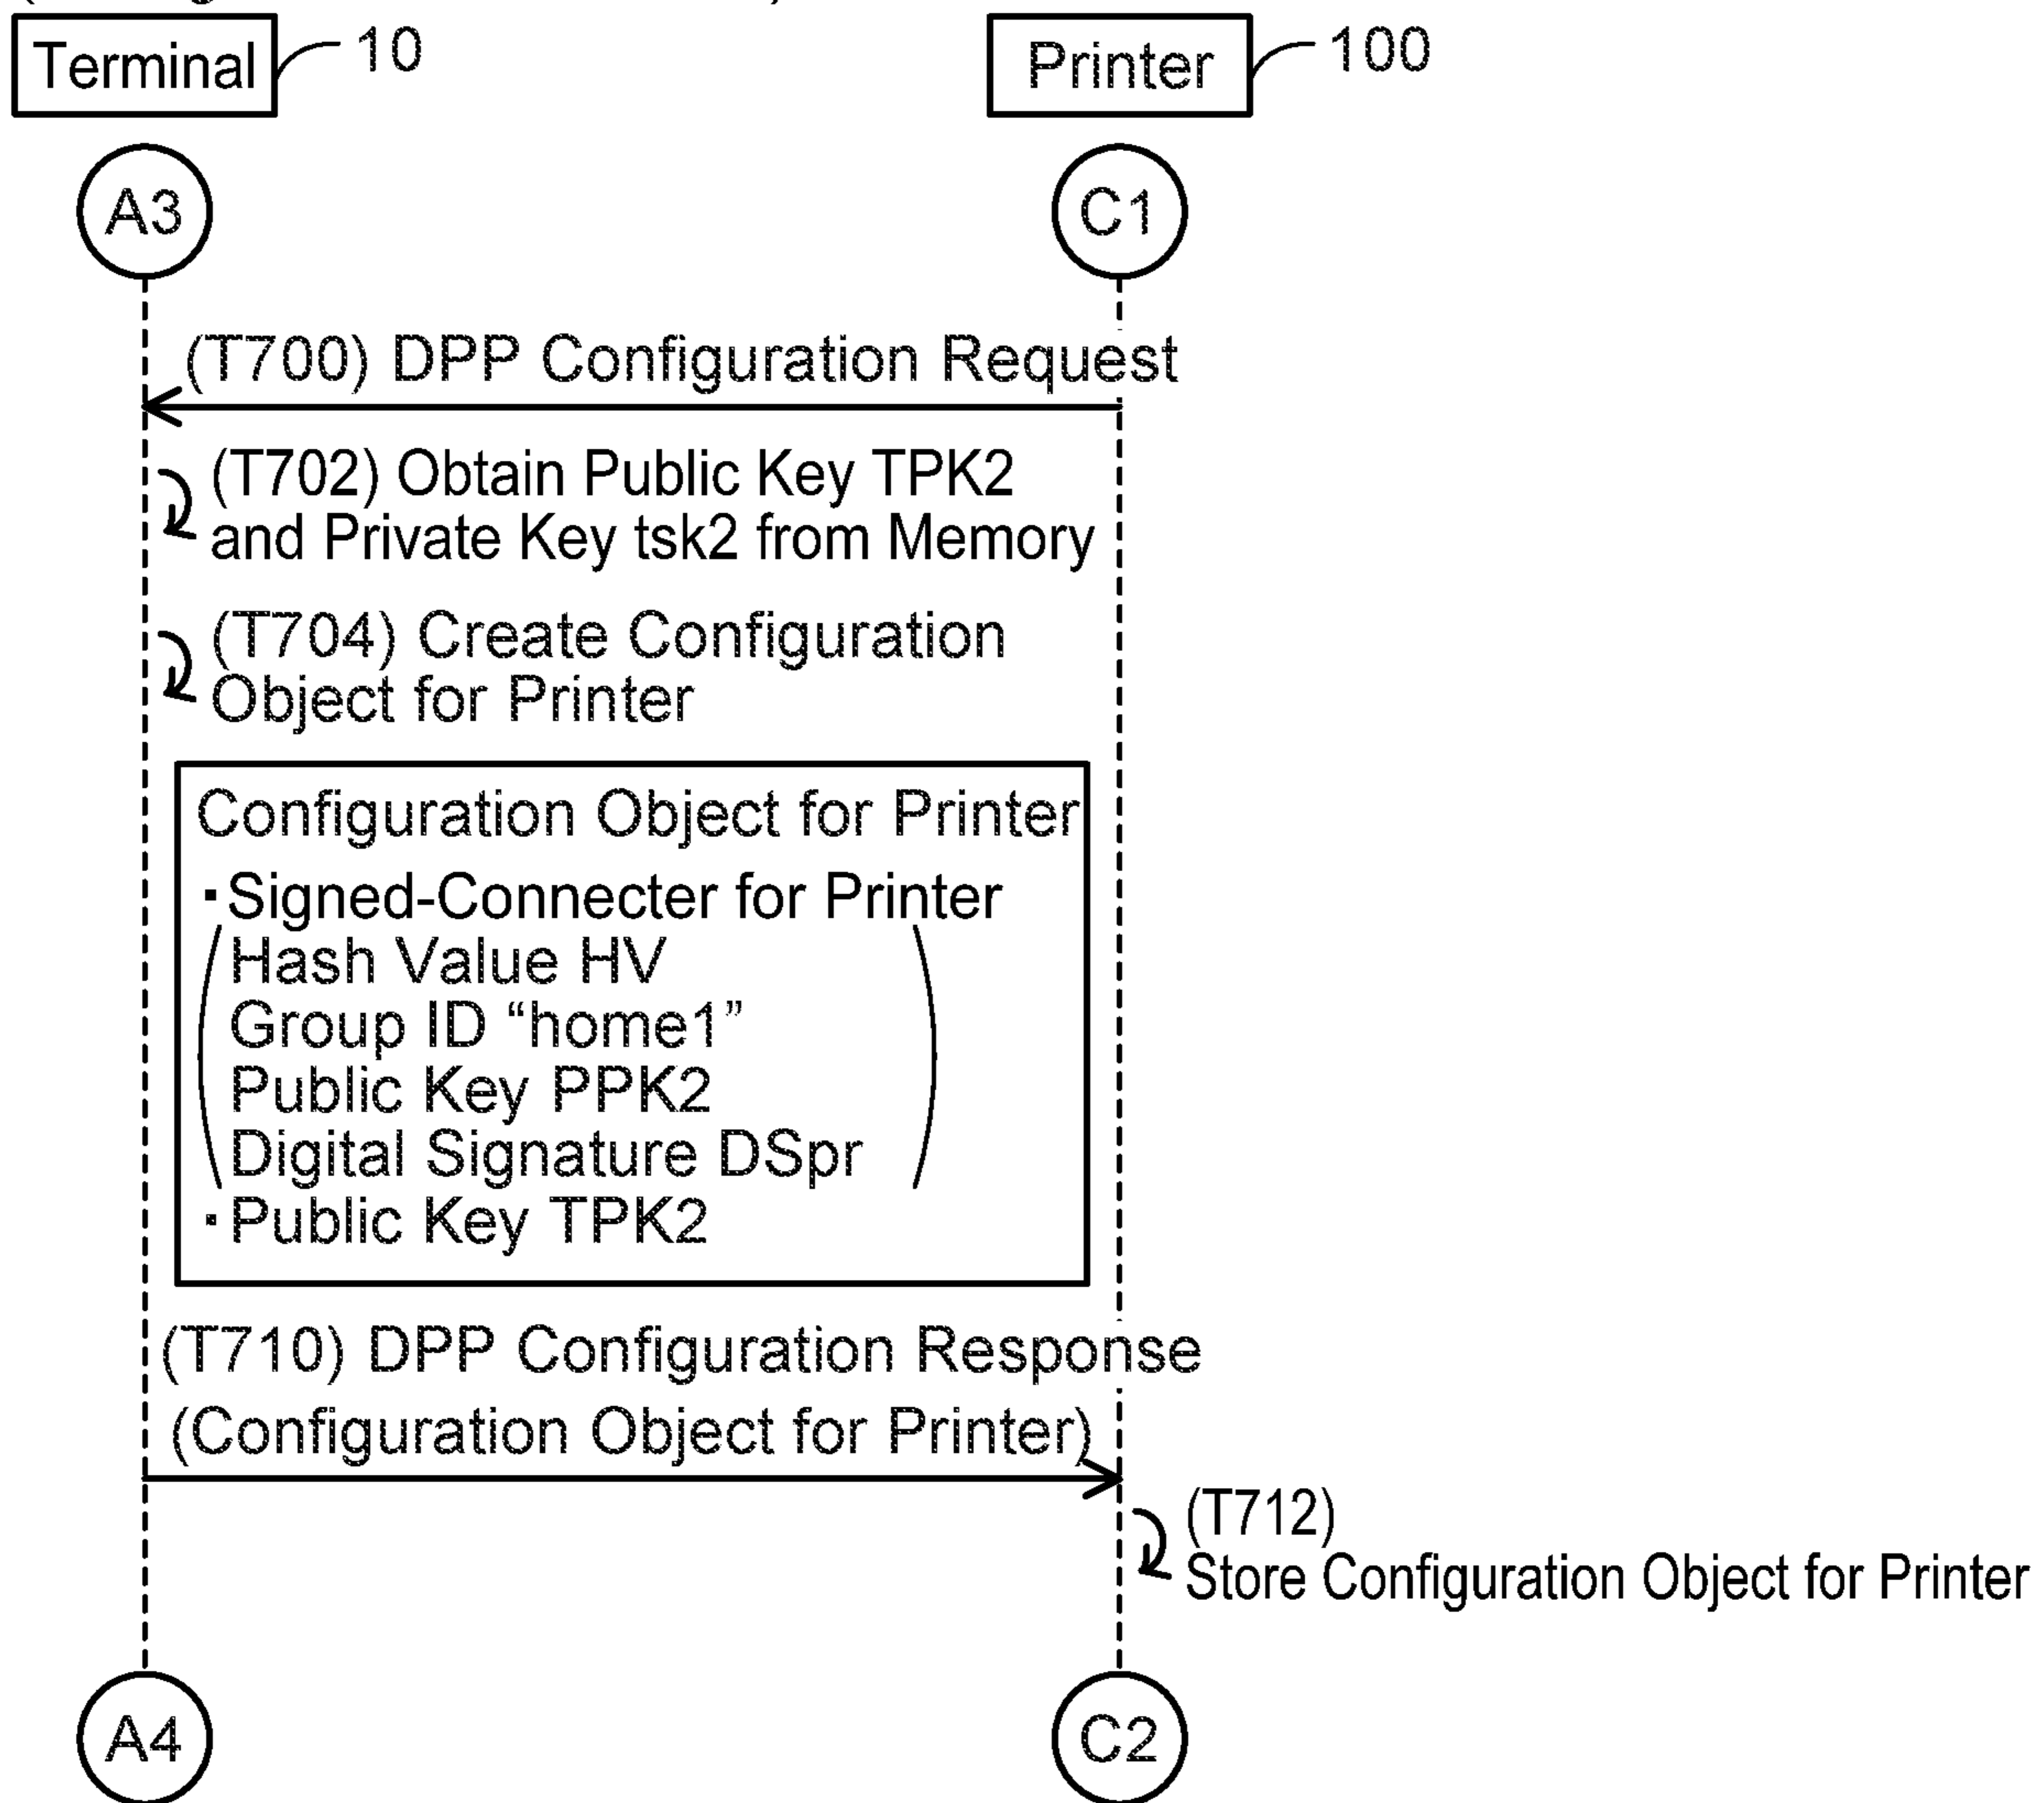 Terminal
10
Printer
100
A3
C1
(T700) DPP Configuration Request
(T702) Obtain Public Key TPK2
and Private Key tsk2 from Memory
(T704) Create Configuration
Object for Printer
Configuration Object for Printer
・Signed-Connecter for Printer
Hash Value HV
Group ID “home1”
Public Key PPK2
Digital Signature DSpr
・Public Key TPK2
(T710) DPP Configuration Response
(Configuration Object for Printer)
(T712)
Store Configuration Object for Printer
A4
C2